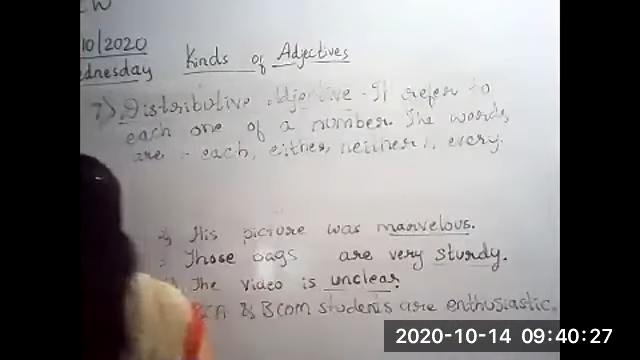 10/2020
Kinds of Adjectives
dnesday
7) Distributive Adjective - It refer to
each one of a number. The words
are - each, either, neither, every.
His picture was marvelous.
Those bags are very sturdy.
The video is unclear
& BCOM students are enthusiastic.
2020-10-14 09:40:27